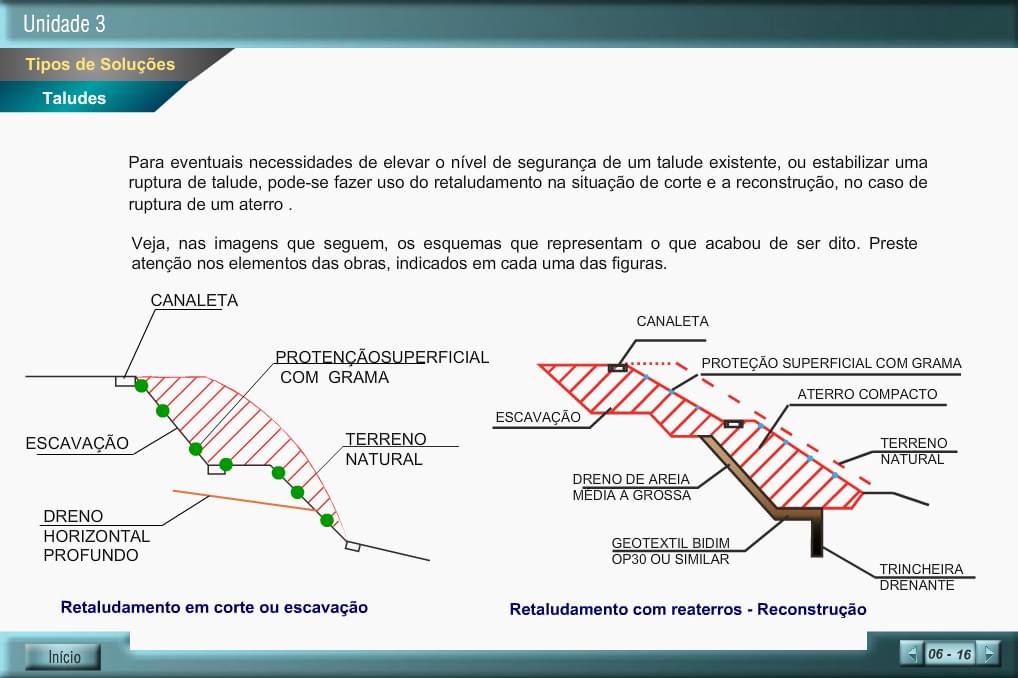 Unidade 3
Tipos de Soluções
Taludes
Para eventuais necessidades de elevar o nível de segurança de um talude existente, ou estabilizar uma
ruptura de talude, pode-se fazer uso do retaludamento na situação de corte e a reconstrução, no caso de
ruptura de um aterro .
Veja, nas imagens que seguem, os esquemas que representam o que acabou de ser dito. Preste
atenção nos elementos das obras, indicados em cada uma das figuras.
CANALETA
PROTENÇÃOSUPERFICIAL
COM GRAMA
ESCAVAÇÃO
TERRENO
NATURAL
DRENO
HORIZONTAL
PROFUNDO
Retaludamento em corte ou escavação
CANALETA
PROTEÇÃO SUPERFICIAL COM GRAMA
ATERRO COMPACTO
ESCAVAÇÃO
TERRENO
NATURAL
DRENO DE AREIA
MÉDIA A GROSSA
GEOTEXTIL BIDIM
OP30 OU SIMILAR
TRINCHEIRA
DRENANTE
Retaludamento com reaterros - Reconstrução
Início
06 - 16